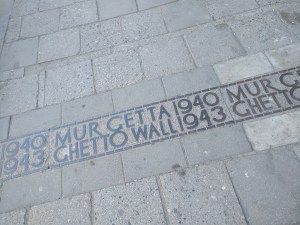 1940 MUR GETTA 1940 MUR G
1943 GHETTO WALL 1943 GHETTO